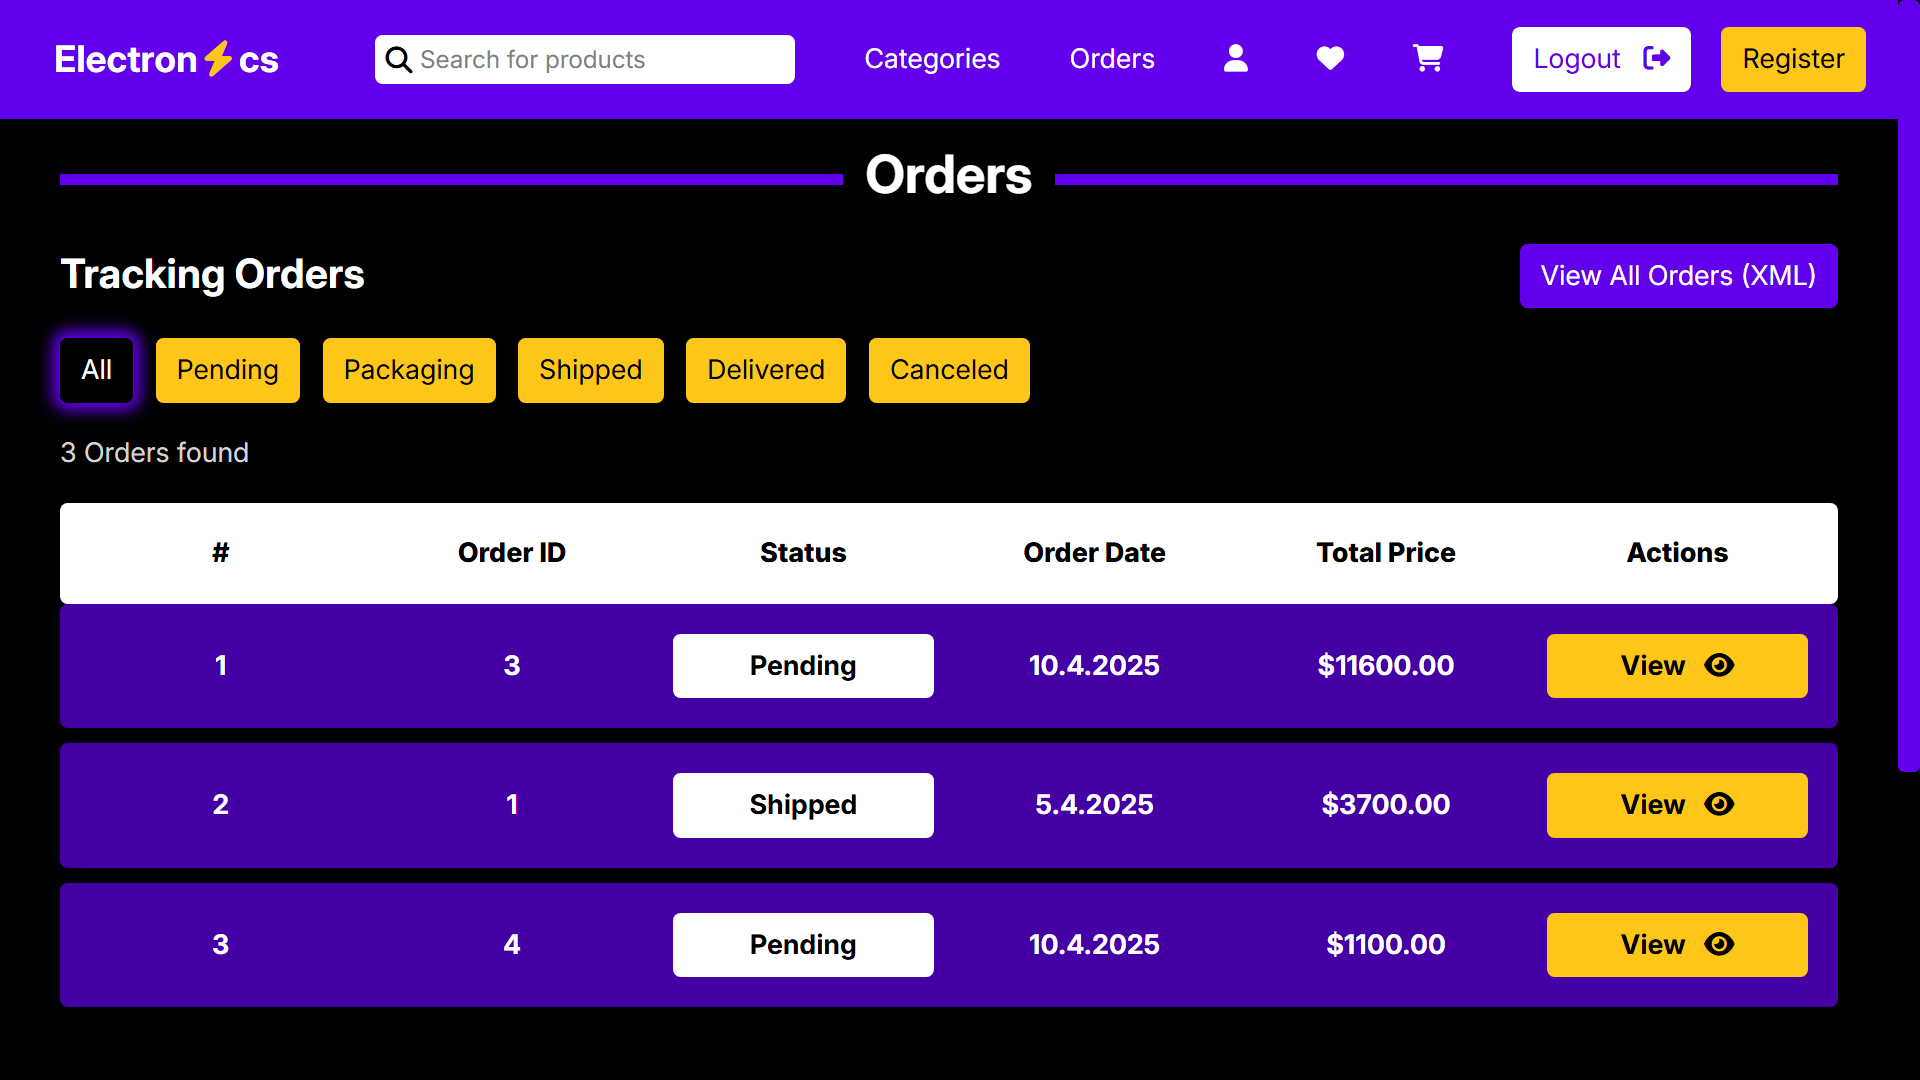 Electron⚡cs Search for products Categories Orders Logout Register
Orders
Tracking Orders View All Orders (XML)
All Pending Packaging Shipped Delivered Canceled
3 Orders found
# Order ID Status Order Date Total Price Actions
1 3 Pending 10.4.2025 $11600.00 View
2 1 Shipped 5.4.2025 $3700.00 View
3 4 Pending 10.4.2025 $1100.00 View